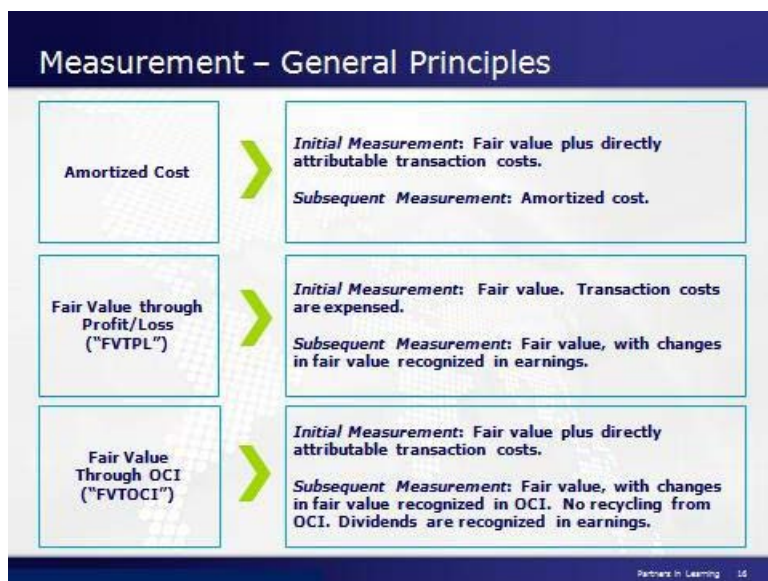 Measurement – General Principles
Amortized Cost
Initial Measurement: Fair value plus directly
attributable transaction costs.
Subsequent Measurement: Amortized cost.
Fair Value through
Profit/Loss
("FVTPL")
Initial Measurement: Fair value. Transaction costs
are expensed.
Subsequent Measurement: Fair value, with changes
in fair value recognized in earnings.
Fair Value
Through OCI
("FVTOCI")
Initial Measurement: Fair value plus directly
attributable transaction costs.
Subsequent Measurement: Fair value, with changes
in fair value recognized in OCI. No recycling from
OCI. Dividends are recognized in earnings.
Partners in Learning 16